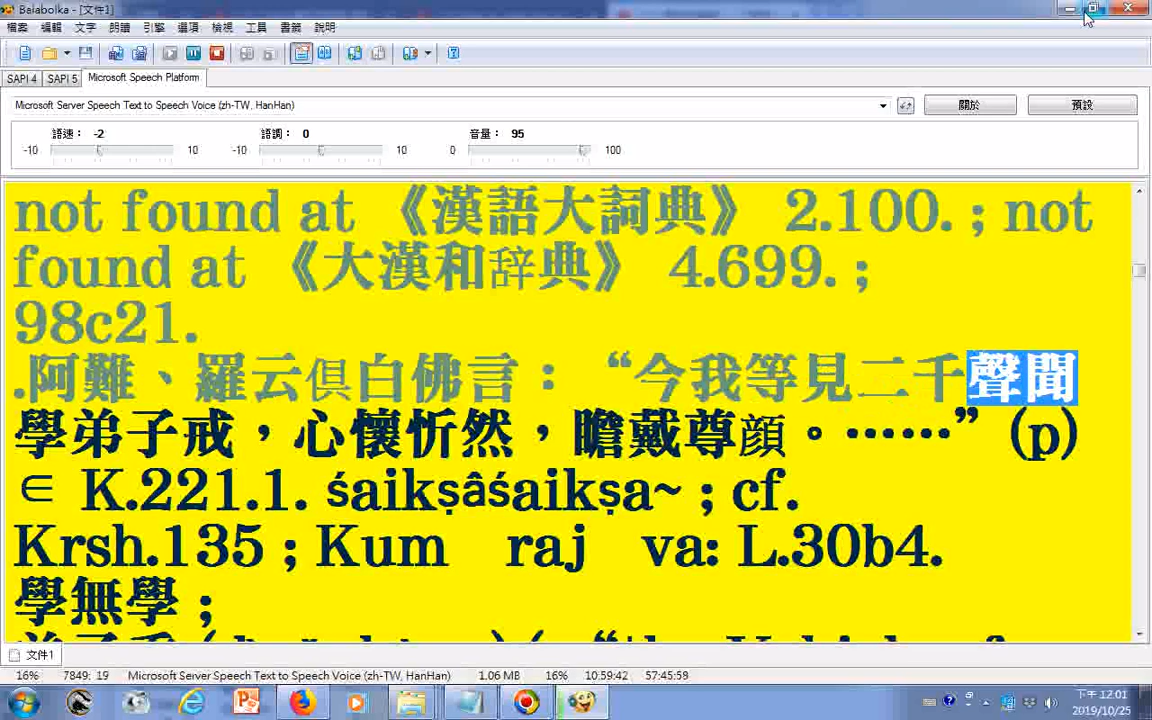 Balabolka - [文件1]
檔案 編輯 文字 朗讀 引擎 選項 檢視 工具 書籤 說明
SAPI 4 SAPI 5 Microsoft Speech Platform
Microsoft Server Speech Text to Speech Voice (zh-TW, HanHan) 關於 預設
語速： -2 語調： 0 音量： 95
-10 10 -10 10 0 100
not found at 《漢語大詞典》 2.100. ; not
found at 《大漢和辞典》 4.699. ;
98c21.
.阿難、羅云俱白佛言：“今我等見二千聲聞
學弟子戒，心懷忻然，瞻戴尊顔。……” (p)
∈ K.221.1. śaikṣâśaikṣa~ ; cf.
Krsh.135 ; Kum raj va: L.30b4.
學無學；
文件1
16% 7849: 19 Microsoft Server Speech Text to Speech Voice (zh-TW, HanHan) 1.06 MB 16% 10:59:42 57:45:59
下午 12:01
2019/10/25